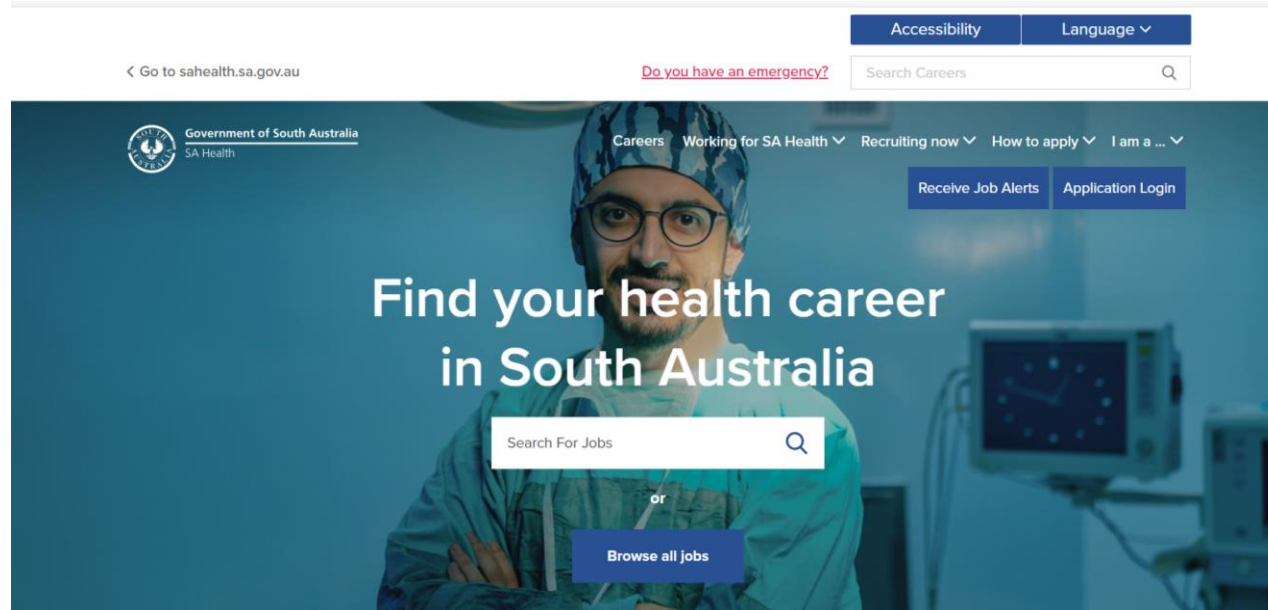 Accessibility
Language
Go to sahealth.sa.gov.au
Do you have an emergency?
Search Careers
SOUTH AUSTRALIA
Government of South Australia
SA Health
Careers
Working for SA Health
Recruiting now
How to apply
I am a ...
Receive Job Alerts
Application Login
Find your health career
in South Australia
Search For Jobs
or
Browse all jobs